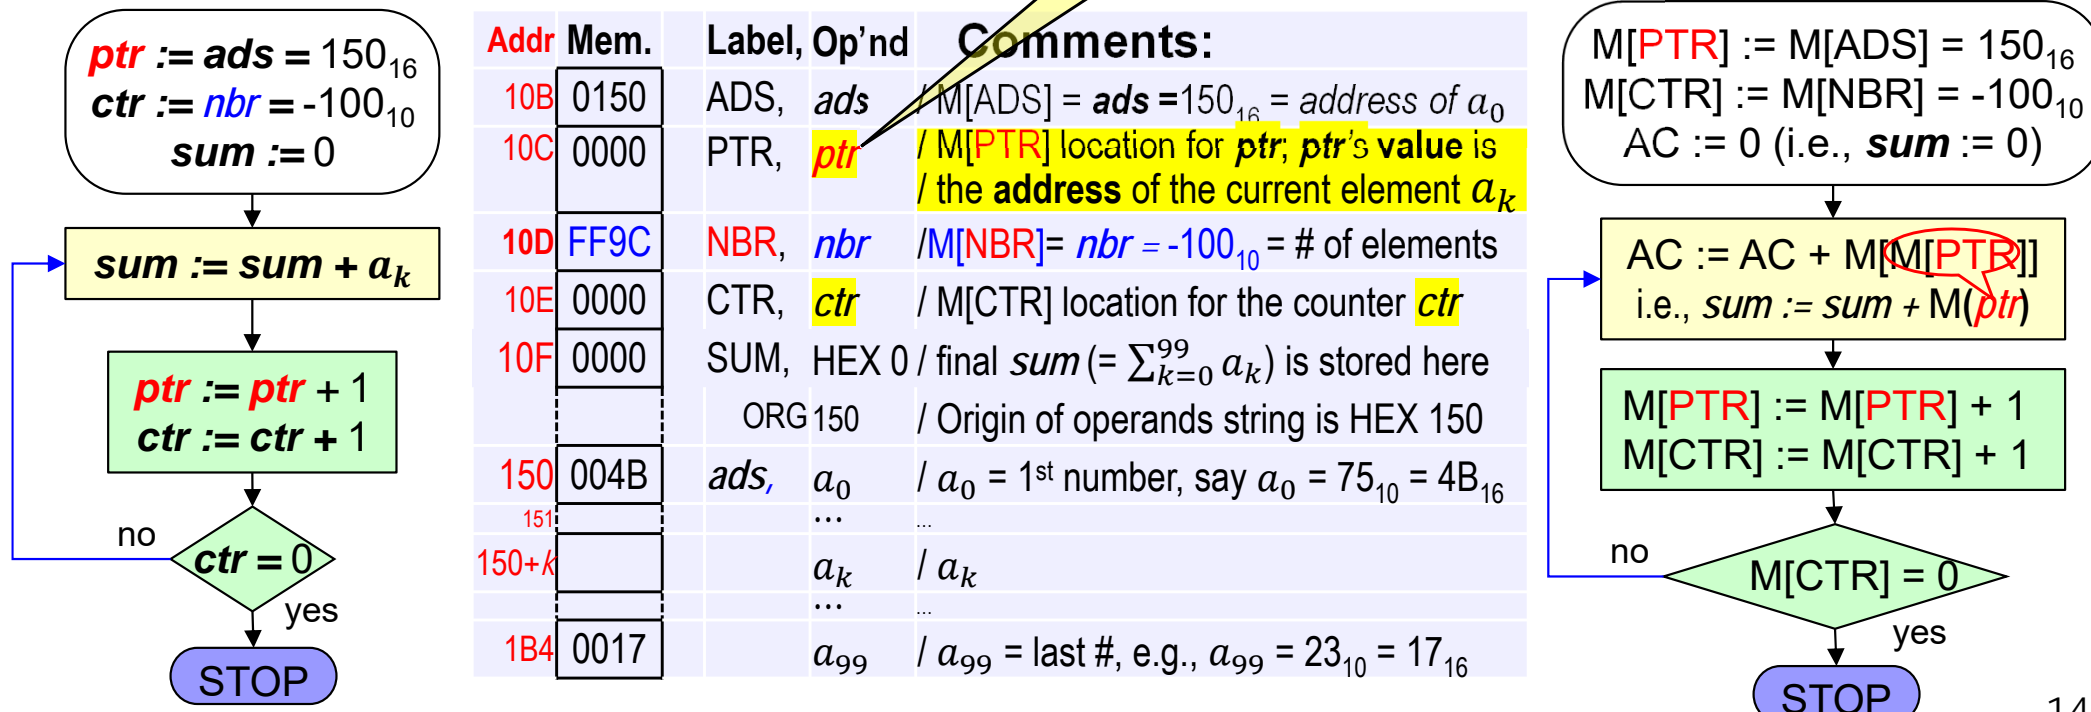 ptr := ads = 150₁₆
ctr := nbr = -100₁₀
sum := 0
sum := sum + aₖ
ptr := ptr + 1
ctr := ctr + 1
no
ctr = 0
yes
STOP
Addr Mem. Label, Op'nd Comments:
10B 0150 ADS, ads / M[ADS] = ads =150₁₆ = address of a₀
10C 0000 PTR, ptr / M[PTR] location for ptr; ptr's value is
/ the address of the current element aₖ
10D FF9C NBR, nbr /M[NBR]= nbr = -100₁₀ = # of elements
10E 0000 CTR, ctr / M[CTR] location for the counter ctr
10F 0000 SUM, HEX 0 / final sum (= ∑⁹⁹ₖ₌₀ aₖ) is stored here
ORG 150 / Origin of operands string is HEX 150
150 004B ads, a₀ / a₀ = 1st number, say a₀ = 75₁₀ = 4B₁₆
151 ... ...
150+k aₖ / aₖ
... ...
1B4 0017 a₉₉ / a₉₉ = last #, e.g., a₉₉ = 23₁₀ = 17₁₆
M[PTR] := M[ADS] = 150₁₆
M[CTR] := M[NBR] = -100₁₀
AC := 0 (i.e., sum := 0)
AC := AC + M[M[PTR]]
i.e., sum := sum + M(ptr)
M[PTR] := M[PTR] + 1
M[CTR] := M[CTR] + 1
no
M[CTR] = 0
yes
STOP
14